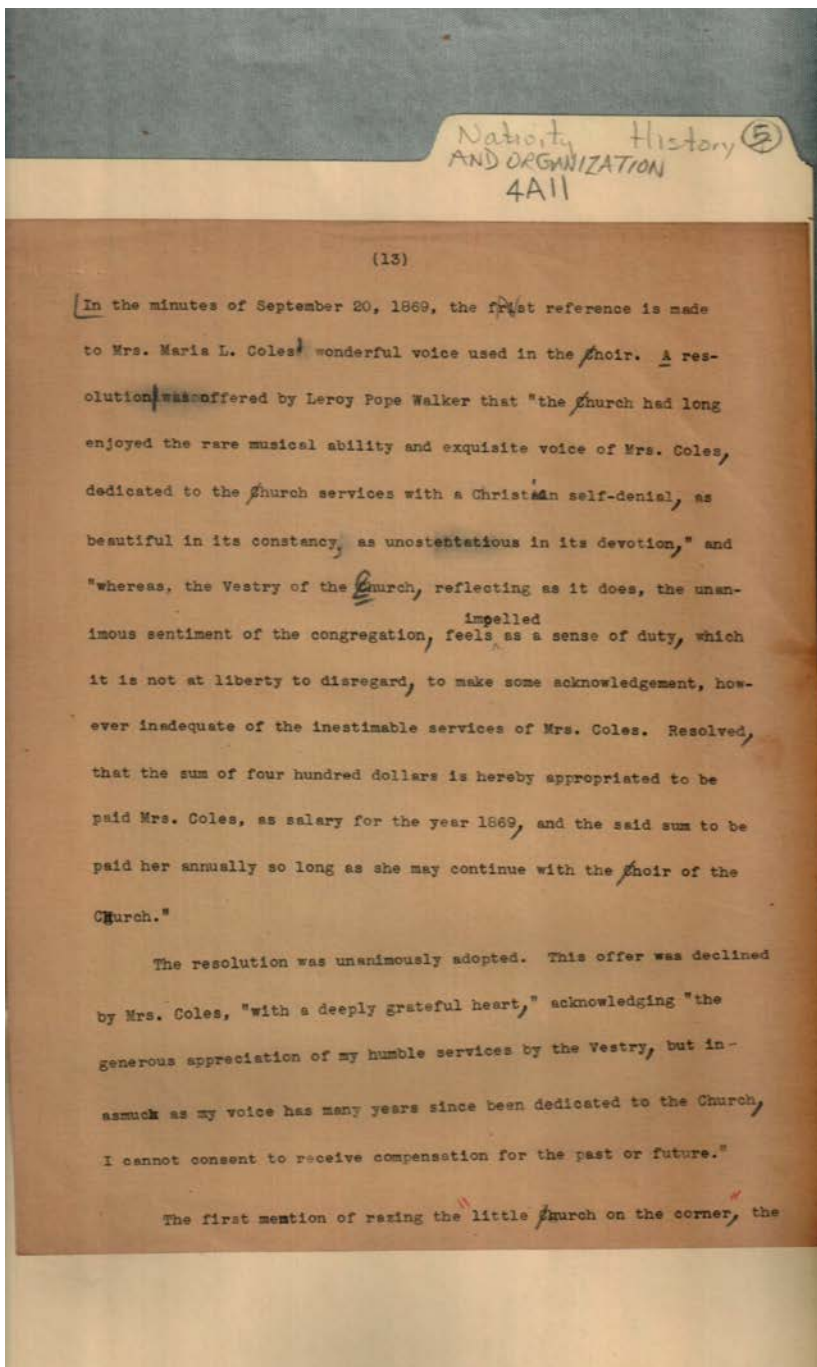 Nativity History 5
AND ORGANIZATION
4A11
(13)
In the minutes of September 20, 1869, the first reference is made
to Mrs. Maria L. Coles' wonderful voice used in the choir. A res-
olution was offered by Leroy Pope Walker that "the church had long
enjoyed the rare musical ability and exquisite voice of Mrs. Coles,
dedicated to the church services with a Christian self-denial, as
beautiful in its constancy, as unostentatious in its devotion," and
"whereas, the Vestry of the Church, reflecting as it does, the unan-
impelled
imous sentiment of the congregation, feels as a sense of duty, which
it is not at liberty to disregard, to make some acknowledgement, how-
ever inadequate of the inestimable services of Mrs. Coles. Resolved,
that the sum of four hundred dollars is hereby appropriated to be
paid Mrs. Coles, as salary for the year 1869, and the said sum to be
paid her annually so long as she may continue with the choir of the
Church."
The resolution was unanimously adopted. This offer was declined
by Mrs. Coles, "with a deeply grateful heart," acknowledging "the
generous appreciation of my humble services by the Vestry, but in-
asmuch as my voice has many years since been dedicated to the Church,
I cannot consent to receive compensation for the past or future."
The first mention of razing the "little church on the corner," the